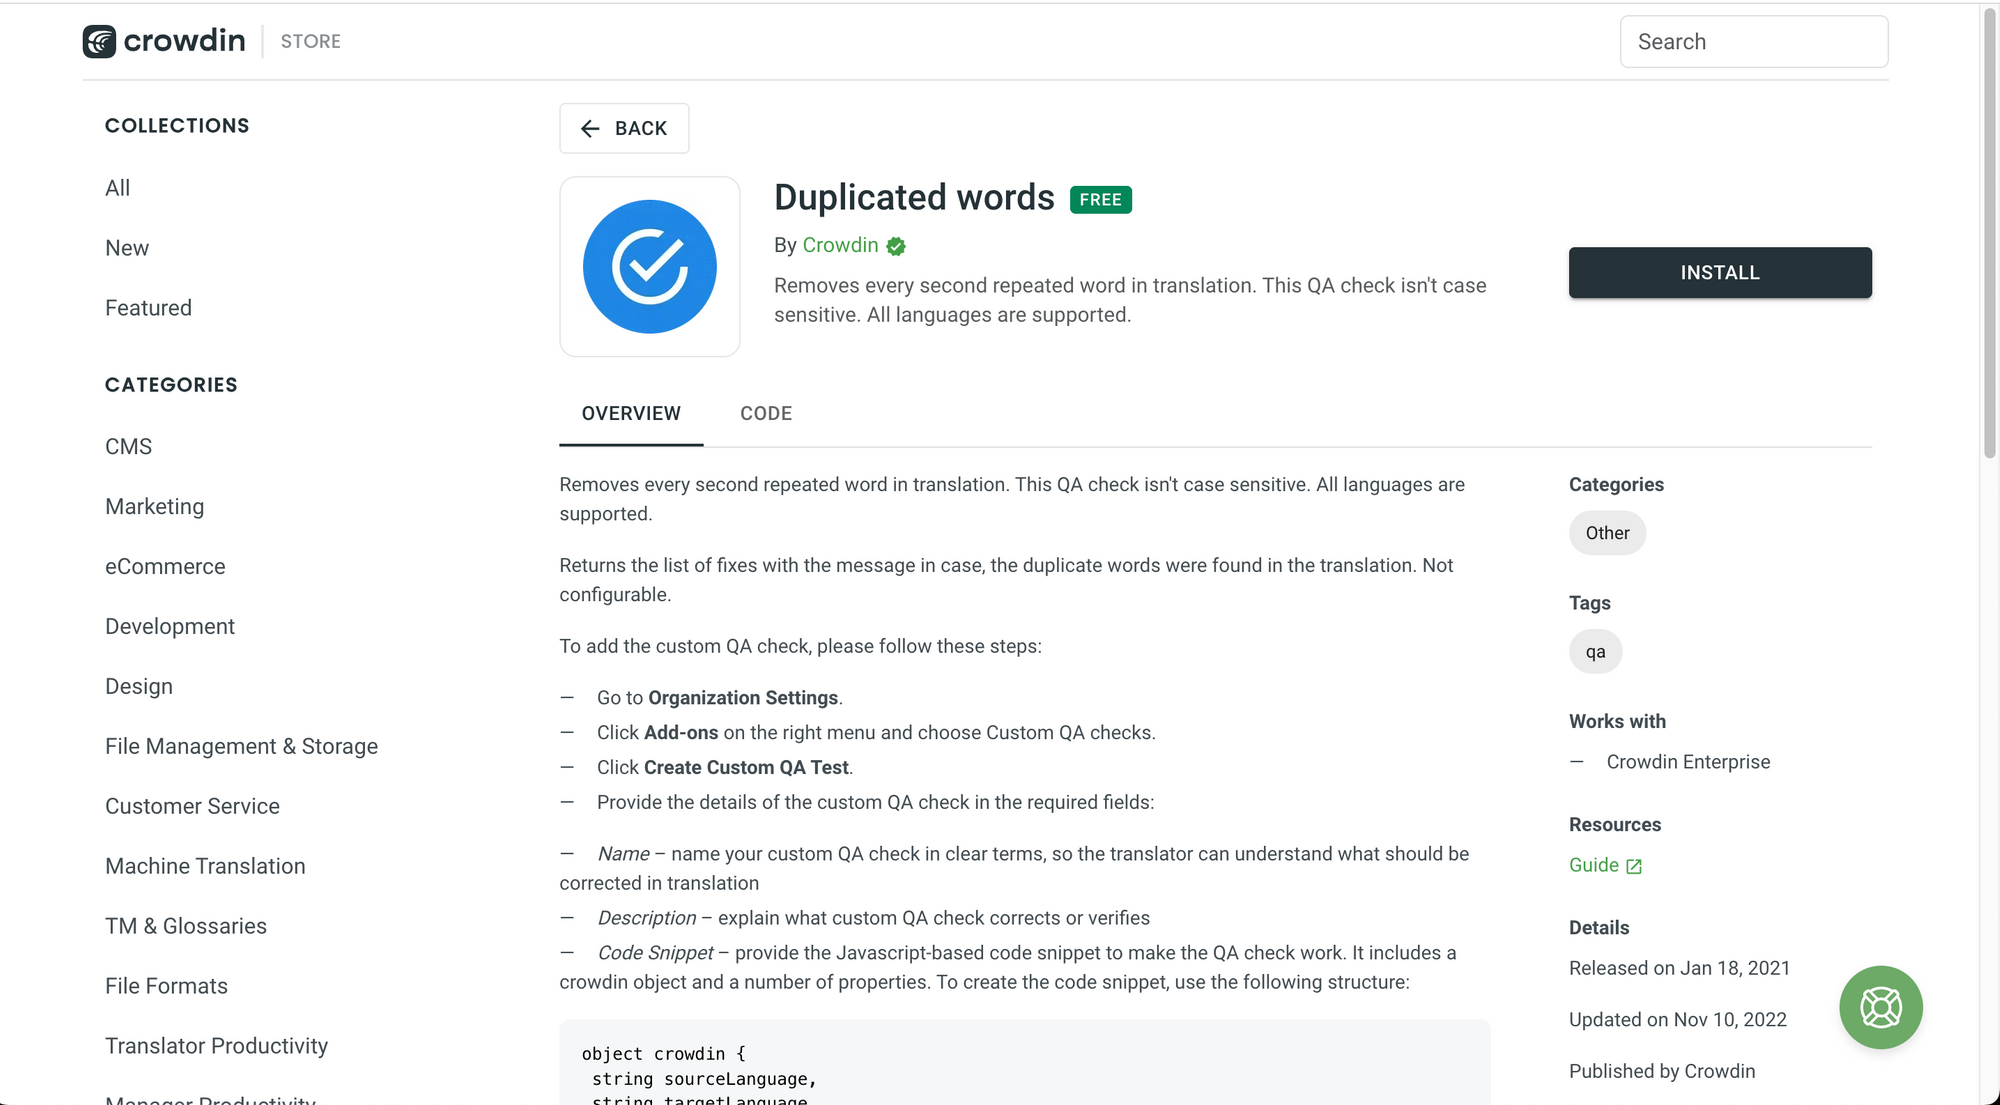 crowdin
STORE
Search
COLLECTIONS
All
New
Featured
CATEGORIES
CMS
Marketing
eCommerce
Development
Design
File Management & Storage
Customer Service
Machine Translation
TM & Glossaries
File Formats
Translator Productivity
Manager Productivity
BACK
Duplicated words
FREE
By Crowdin
Removes every second repeated word in translation. This QA check isn't case
sensitive. All languages are supported.
INSTALL
OVERVIEW
CODE
Removes every second repeated word in translation. This QA check isn't case sensitive. All languages are
supported.
Returns the list of fixes with the message in case, the duplicate words were found in the translation. Not
configurable.
To add the custom QA check, please follow these steps:
— Go to Organization Settings.
— Click Add-ons on the right menu and choose Custom QA checks.
— Click Create Custom QA Test.
— Provide the details of the custom QA check in the required fields:
— Name – name your custom QA check in clear terms, so the translator can understand what should be
corrected in translation
— Description – explain what custom QA check corrects or verifies
— Code Snippet – provide the Javascript-based code snippet to make the QA check work. It includes a
crowdin object and a number of properties. To create the code snippet, use the following structure:
object crowdin {
string sourceLanguage,
string targetLanguage
Categories
Other
Tags
qa
Works with
— Crowdin Enterprise
Resources
Guide
Details
Released on Jan 18, 2021
Updated on Nov 10, 2022
Published by Crowdin